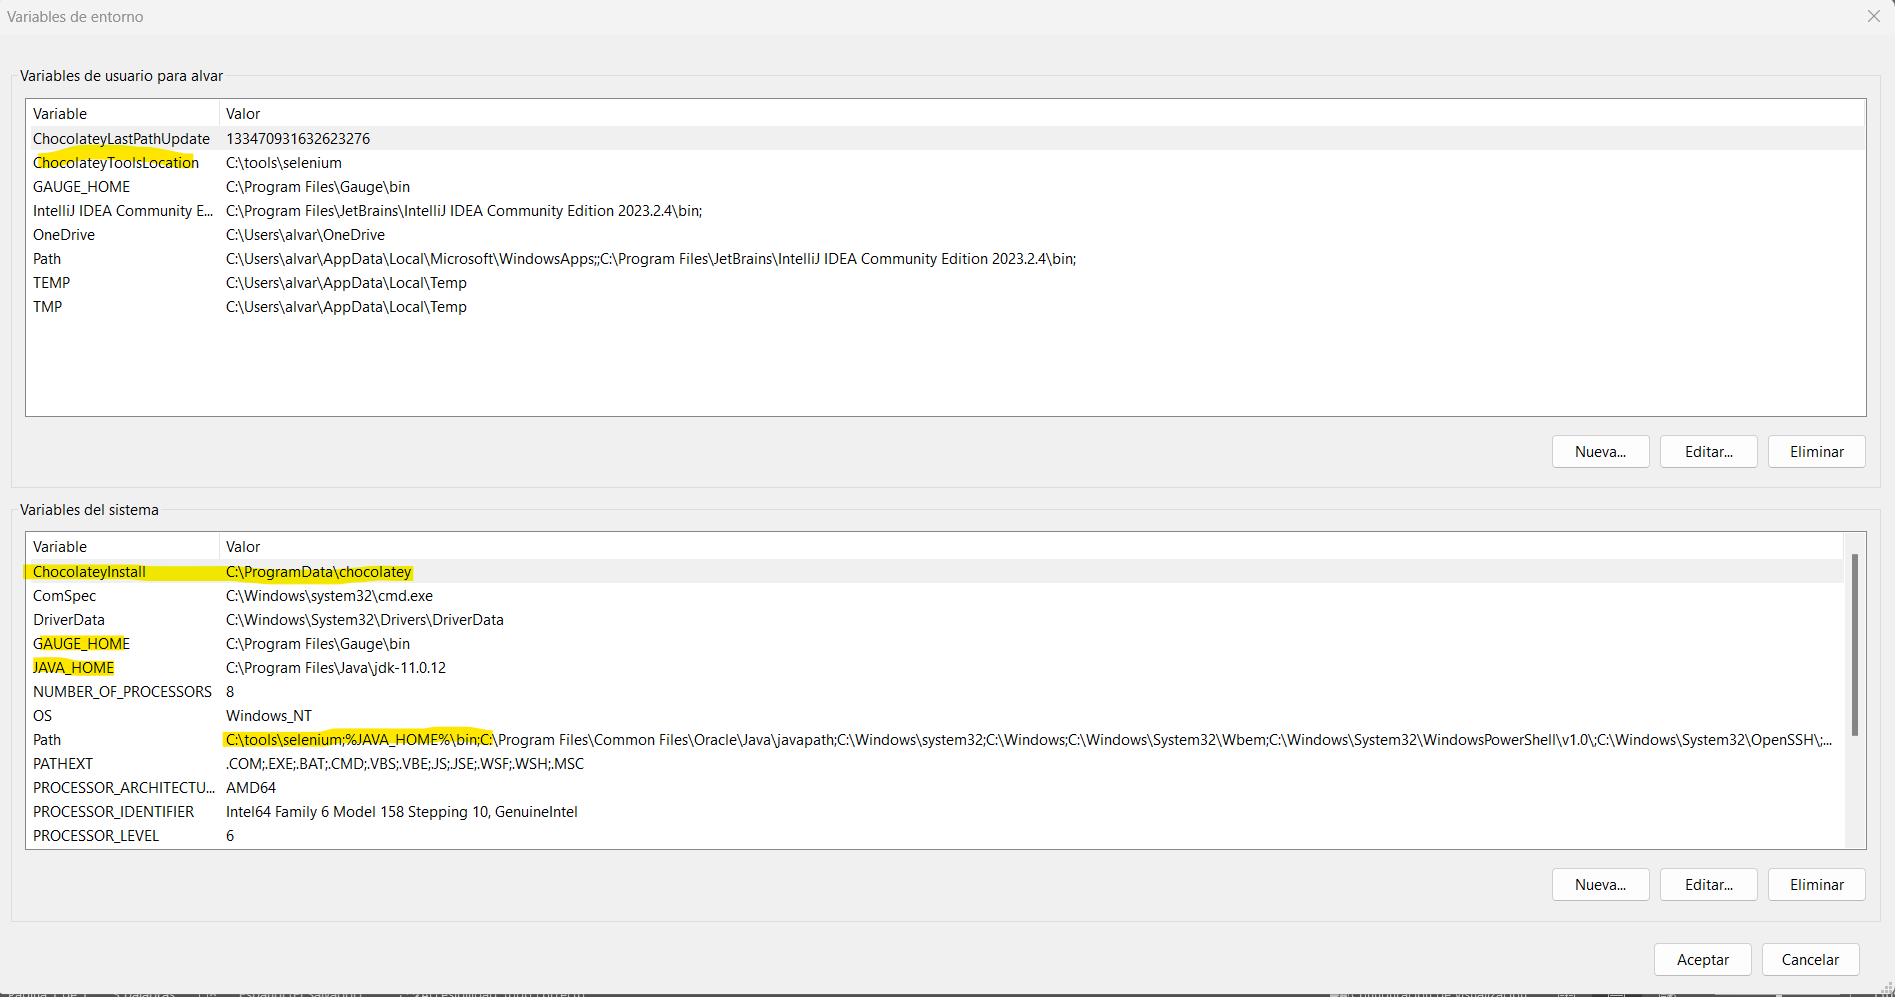 Variables de entorno
Variables de usuario para alvar
Variable Valor
ChocolateyLastPathUpdate 133470931632623276
ChocolateyToolsLocation C:\tools\selenium
GAUGE_HOME C:\Program Files\Gauge\bin
IntelliJ IDEA Community E... C:\Program Files\JetBrains\IntelliJ IDEA Community Edition 2023.2.4\bin;
OneDrive C:\Users\alvar\OneDrive
Path C:\Users\alvar\AppData\Local\Microsoft\WindowsApps;;C:\Program Files\JetBrains\IntelliJ IDEA Community Edition 2023.2.4\bin;
TEMP C:\Users\alvar\AppData\Local\Temp
TMP C:\Users\alvar\AppData\Local\Temp
Nueva... Editar... Eliminar
Variables del sistema
Variable Valor
ChocolateyInstall C:\ProgramData\chocolatey
ComSpec C:\Windows\system32\cmd.exe
DriverData C:\Windows\System32\Drivers\DriverData
GAUGE_HOME C:\Program Files\Gauge\bin
JAVA_HOME C:\Program Files\Java\jdk-11.0.12
NUMBER_OF_PROCESSORS 8
OS Windows_NT
Path C:\tools\selenium;%JAVA_HOME%\bin;C:\Program Files\Common Files\Oracle\Java\javapath;C:\Windows\system32;C:\Windows;C:\Windows\System32\Wbem;C:\Windows\System32\WindowsPowerShell\v1.0\;C:\Windows\System32\OpenSSH\;...
PATHEXT .COM;.EXE;.BAT;.CMD;.VBS;.VBE;.JS;.JSE;.WSF;.WSH;.MSC
PROCESSOR_ARCHITECTU... AMD64
PROCESSOR_IDENTIFIER Intel64 Family 6 Model 158 Stepping 10, GenuineIntel
PROCESSOR_LEVEL 6
Nueva... Editar... Eliminar
Aceptar Cancelar